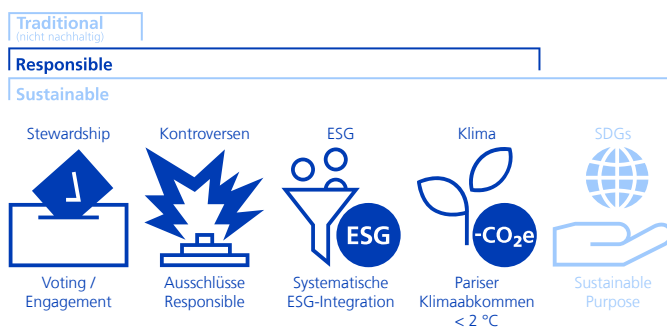 Traditional
(nicht nachhaltig)
Responsible
Sustainable
Stewardship
Kontroversen
ESG
Klima
SDGs
ESG
-CO₂e
Voting /
Engagement
Ausschlüsse
Responsible
Systematische
ESG-Integration
Pariser
Klimaabkommen
< 2 °C
Sustainable
Purpose